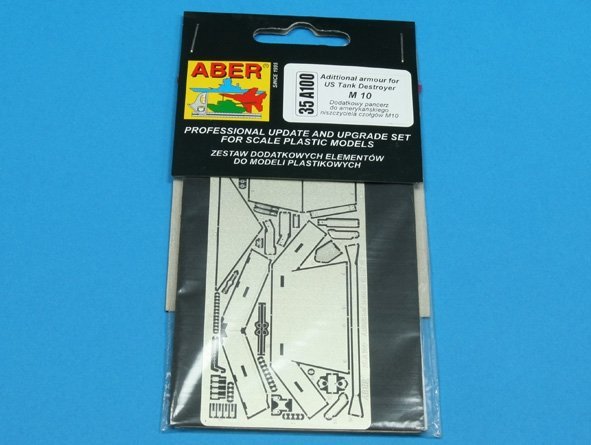 ABER
SINCE 1995
35 A100
Additional armour for
US Tank Destroyer
M 10
Dodatkowy pancerz
do amerykańskiego
niszczyciela czołgów M10
PROFESSIONAL UPDATE AND UPGRADE SET
FOR SCALE PLASTIC MODELS
ZESTAW DODATKOWYCH ELEMENTÓW
DO MODELI PLASTIKOWYCH